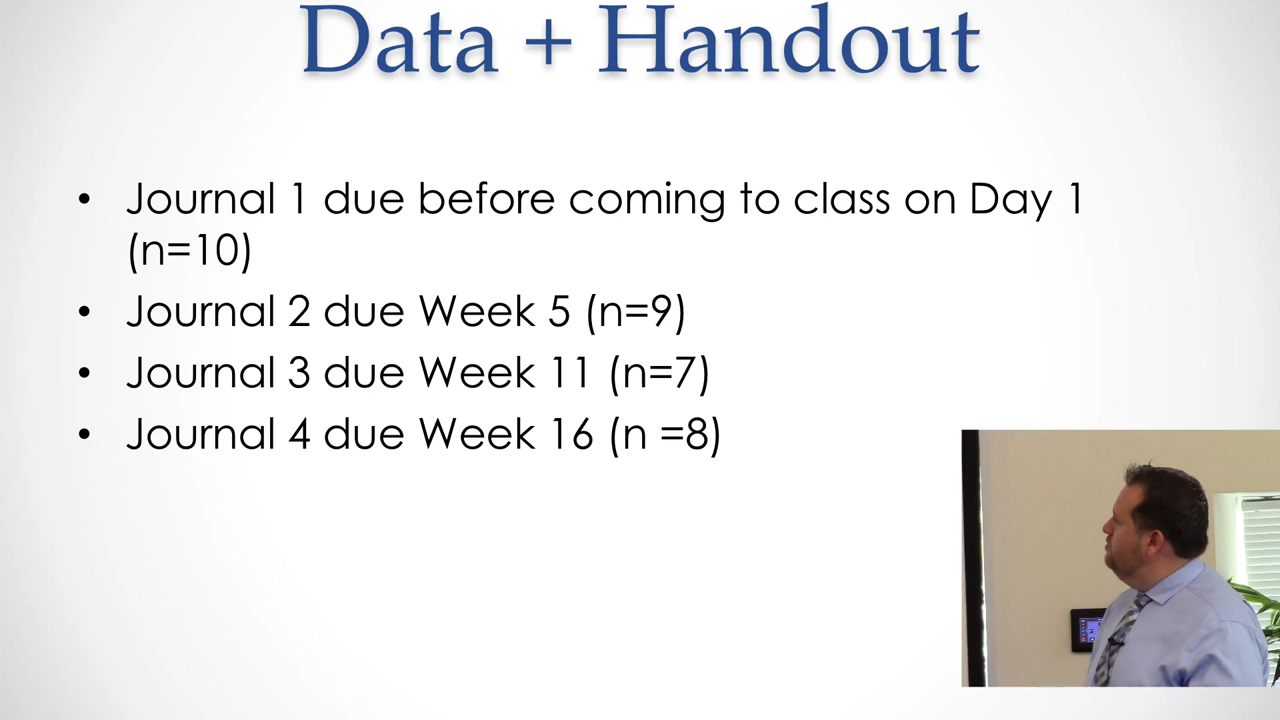 Data + Handout
• Journal 1 due before coming to class on Day 1
(n=10)
• Journal 2 due Week 5 (n=9)
• Journal 3 due Week 11 (n=7)
• Journal 4 due Week 16 (n =8)